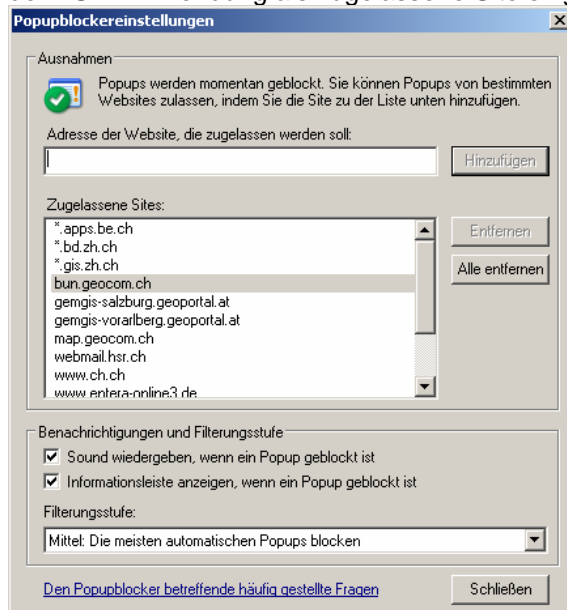 Popupblockereinstellungen
Ausnahmen
Popups werden momentan geblockt. Sie können Popups von bestimmten
Websites zulassen, indem Sie die Site zu der Liste unten hinzufügen.
Adresse der Website, die zugelassen werden soll:
Hinzufügen
Zugelassene Sites:
*.apps.be.ch
*.bd.zh.ch
*.gis.zh.ch
bun.geocom.ch
gemgis-salzburg.geoportal.at
gemgis-vorarlberg.geoportal.at
map.geocom.ch
webmail.hsr.ch
www.ch.ch
www.entera-online3.de
Entfernen
Alle entfernen
Benachrichtigungen und Filterungsstufe
Sound wiedergeben, wenn ein Popup geblockt ist
Informationsleiste anzeigen, wenn ein Popup geblockt ist
Filterungsstufe:
Mittel: Die meisten automatischen Popups blocken
Den Popupblocker betreffende häufig gestellte Fragen
Schließen